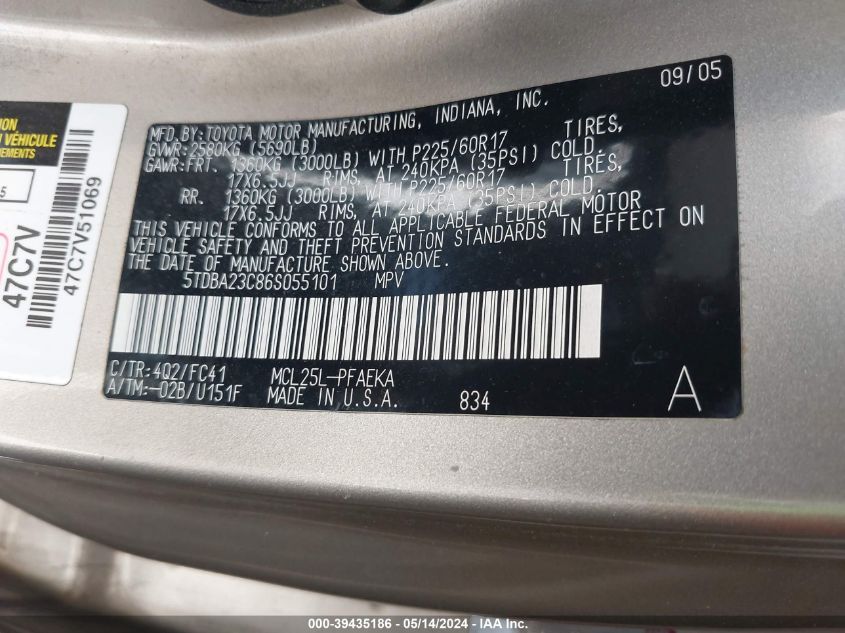 09/05
MFD.BY:TOYOTA MOTOR MANUFACTURING, INDIANA, INC.
GVWR:2580KG (5690LB)
GAWR:FRT. 1360KG (3000LB) WITH P225/60R17 TIRES,
17X6.5JJ RIMS, AT 240KPA (35PSI) COLD.
RR. 1360KG (3000LB) WITH P225/60R17 TIRES,
17X6.5JJ RIMS, AT 240KPA (35PSI) COLD.
THIS VEHICLE CONFORMS TO ALL APPLICABLE FEDERAL MOTOR
VEHICLE SAFETY AND THEFT PREVENTION STANDARDS IN EFFECT ON
THE DATE OF MANUFACTURE SHOWN ABOVE.
5TDBA23C86S055101 MPV
C/TR:4Q2/FC41 MCL25L-PFAEKA
A/TM:-02B/U151F MADE IN U.S.A. 834 A
VÉHICULE
5
47C7V
47C7V51069
000-39435186 - 05/14/2024 - IAA Inc.